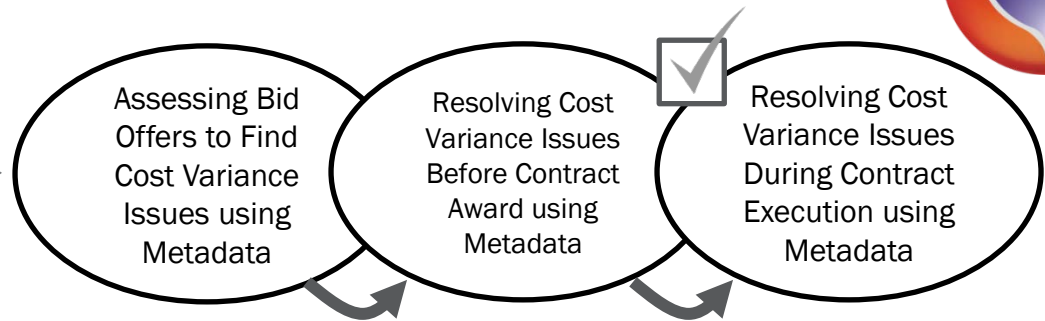 Assessing Bid
Offers to Find
Cost Variance
Issues using
Metadata
Resolving Cost
Variance Issues
Before Contract
Award using
Metadata
Resolving Cost
Variance Issues
During Contract
Execution using
Metadata